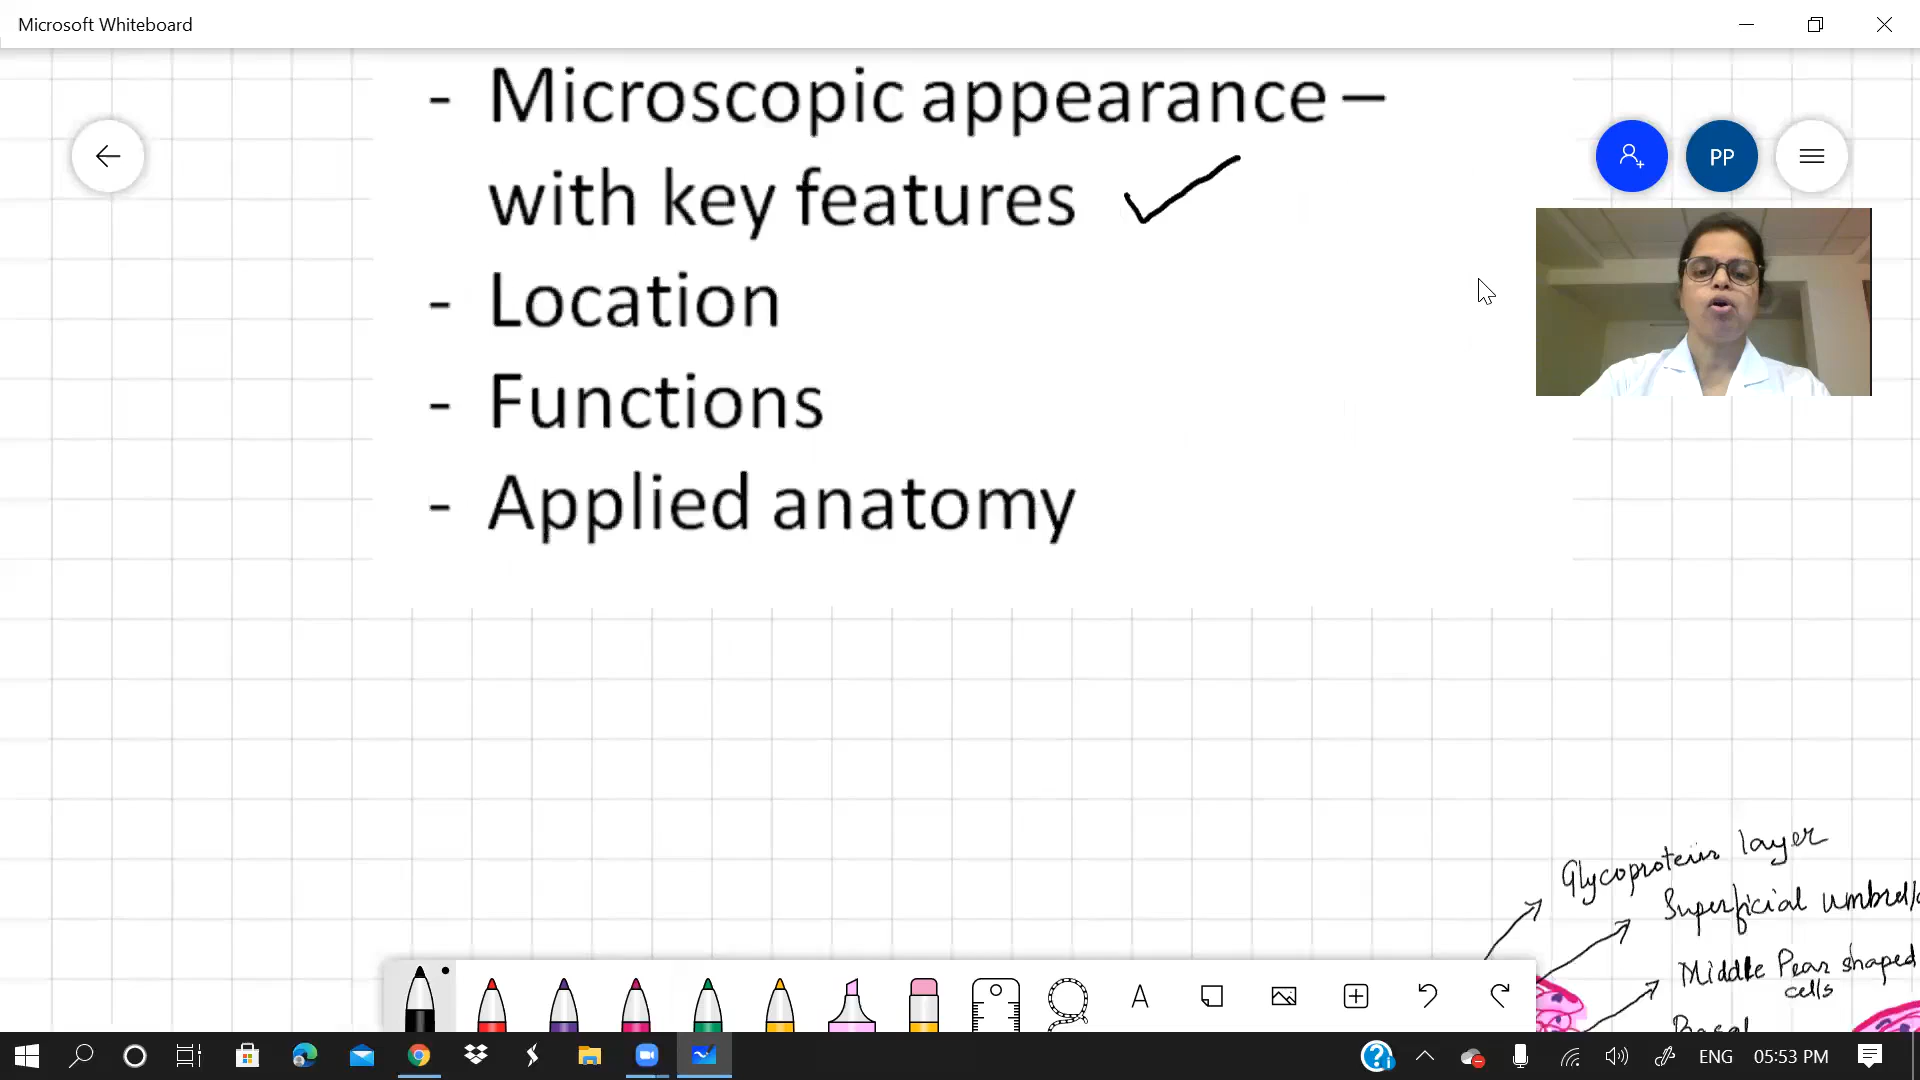 Microsoft Whiteboard
- Microscopic appearance –
with key features
PP
- Location
- Functions
- Applied anatomy
Glycoprotein layer
Superficial
Middle Pear shaped
cells
Basal
A
ENG 05:53 PM